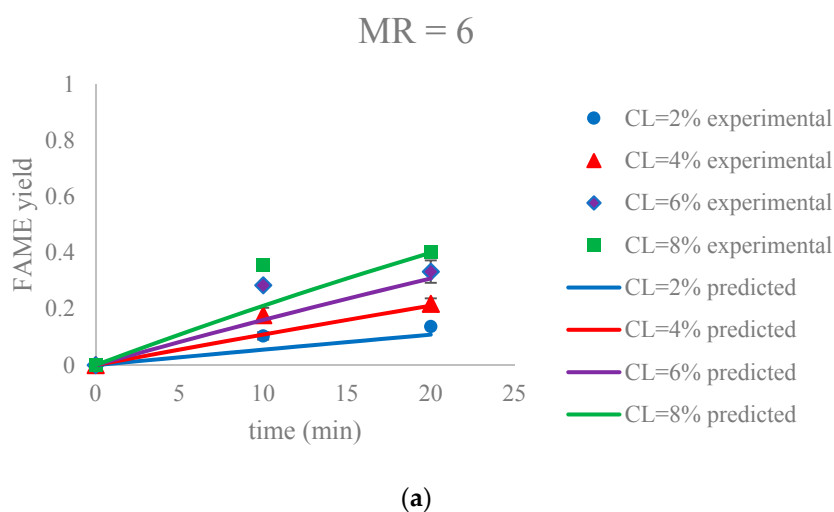 MR = 6
1
0.8
0.6
0.4
0.2
0
FAME yield
0 5 10 15 20 25
time (min)
CL=2% experimental
CL=4% experimental
CL=6% experimental
CL=8% experimental
CL=2% predicted
CL=4% predicted
CL=6% predicted
CL=8% predicted
(a)